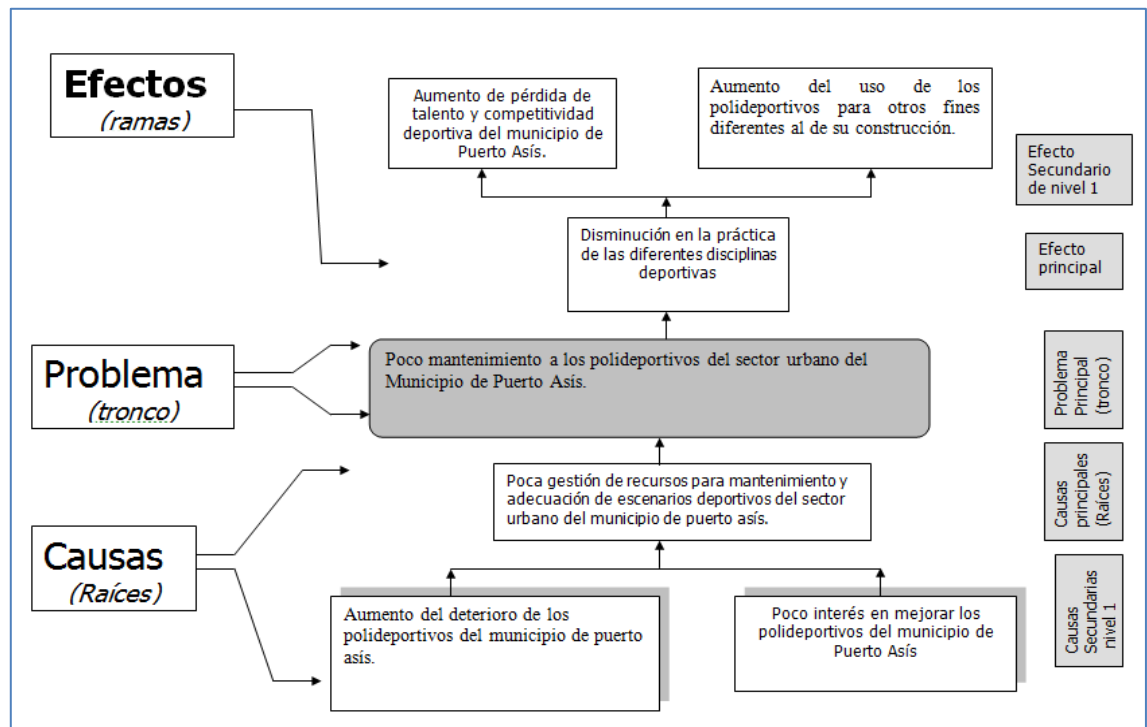 Efectos
(ramas)
Aumento de pérdida de
talento y competitividad
deportiva del municipio de
Puerto Asís.
Aumento del uso de los
polideportivos para otros
fines diferentes al de su construcción.
Efecto
Secundario
de nivel 1
Disminución en la práctica
de las diferentes disciplinas
deportivas
Efecto
principal
Problema
(tronco)
Poco mantenimiento a los polideportivos del sector urbano del
Municipio de Puerto Asís.
Problema
Principal
(tronco)
Poca gestión de recursos para mantenimiento y
adecuación de escenarios deportivos del sector
urbano del municipio de puerto asís.
Causas
principales
(Raíces)
Causas
(Raíces)
Aumento del deterioro de los
polideportivos del municipio de puerto
asís.
Poco interés en mejorar los
polideportivos del municipio de
Puerto Asís
Causas
Secundarias
nivel 1